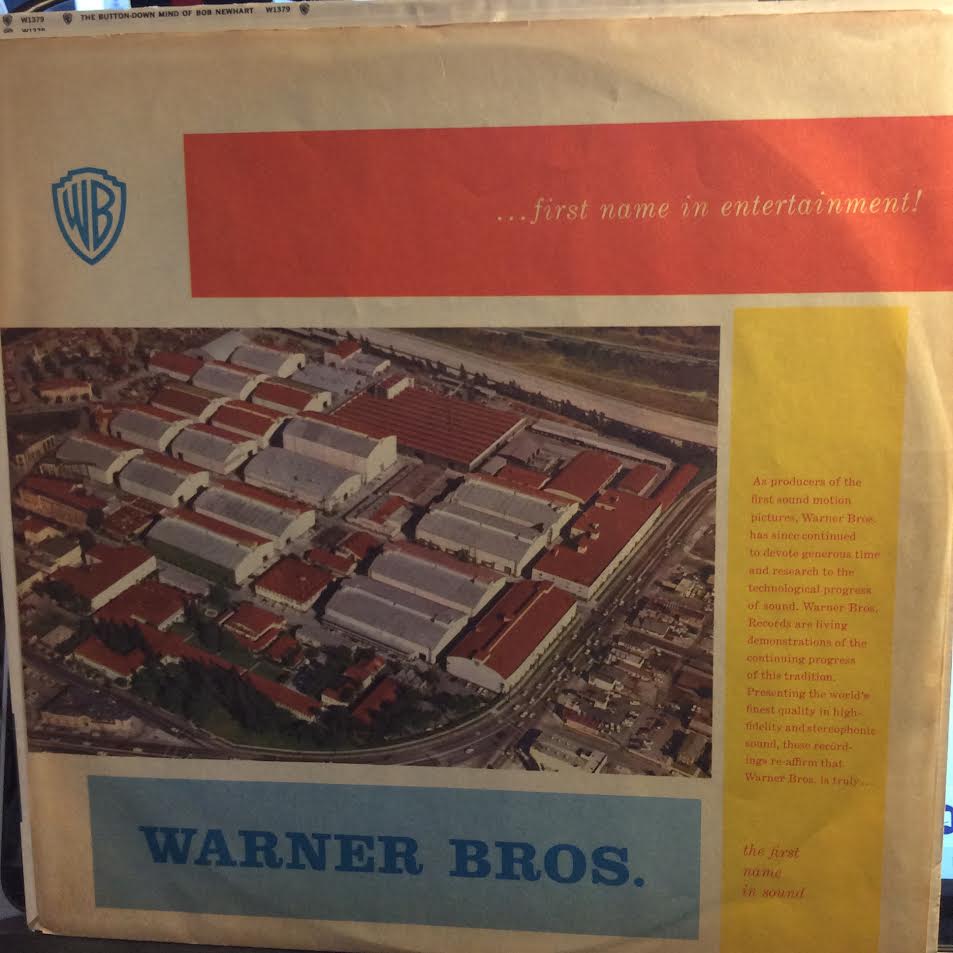 W1379 THE BUTTON-DOWN MIND OF BOB NEWHART W1379
W1379
WB
...first name in entertainment!
As producers of the
first sound motion
pictures, Warner Bros.
has since continued
to devote generous time
and research to the
technological progress
of sound. Warner Bros.
Records are living
demonstrations of the
continuing progress
of this tradition.
Presenting the world's
finest quality in high-
fidelity and stereophonic
sound, these record-
ings re-affirm that
Warner Bros. is truly...
the first
name
in sound
WARNER BROS.